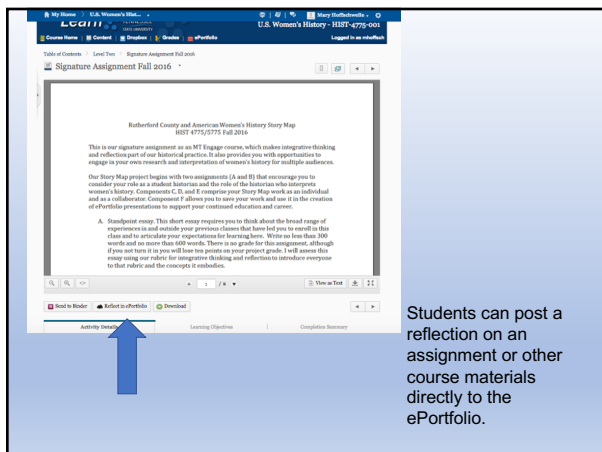 My Home
U.S. Women's Hist...
Mary Hoffschwelle
Learn
TENNESSEE
STATE UNIVERSITY
U.S. Women's History - HIST-4775-001
Course Home | Content | Dropbox | Grades | ePortfolio
Logged in as mhoffsch
Table of Contents > Level Two > Signature Assignment Fall 2016
Signature Assignment Fall 2016
Rutherford County and American Women's History Story Map
HIST 4775/5775 Fall 2016
This is our signature assignment as an MT Engage course, which makes integrative thinking
and reflection part of our historical practice. It also provides you with opportunities to
engage in your own research and interpretation of women's history for multiple audiences.
Our Story Map project begins with two assignments (A and B) that encourage you to
consider your role as a student historian and the role of the historian who interprets
women's history. Components C, D, and E comprise your Story Map work as an individual
and as a collaborator. Component F allows you to save your work and use it in the creation
of ePortfolio presentations to support your continued education and career.
A. Standpoint essay. This short essay requires you to think about the broad range of
experiences in and outside your previous classes that have led you to enroll in this
class and to articulate your expectations for learning here. Write no less than 300
words and no more than 600 words. There is no grade for this assignment, although
if you not turn it in you will lose ten points on your project grade. I will assess this
essay using our rubric for integrative thinking and reflection to introduce everyone
to that rubric and the concepts it embodies.
1 / 8
View as Text
Send to Binder
Reflect in ePortfolio
Download
Activity Details
Learning Objectives
Completion Summary
Students can post a
reflection on an
assignment or other
course materials
directly to the
ePortfolio.